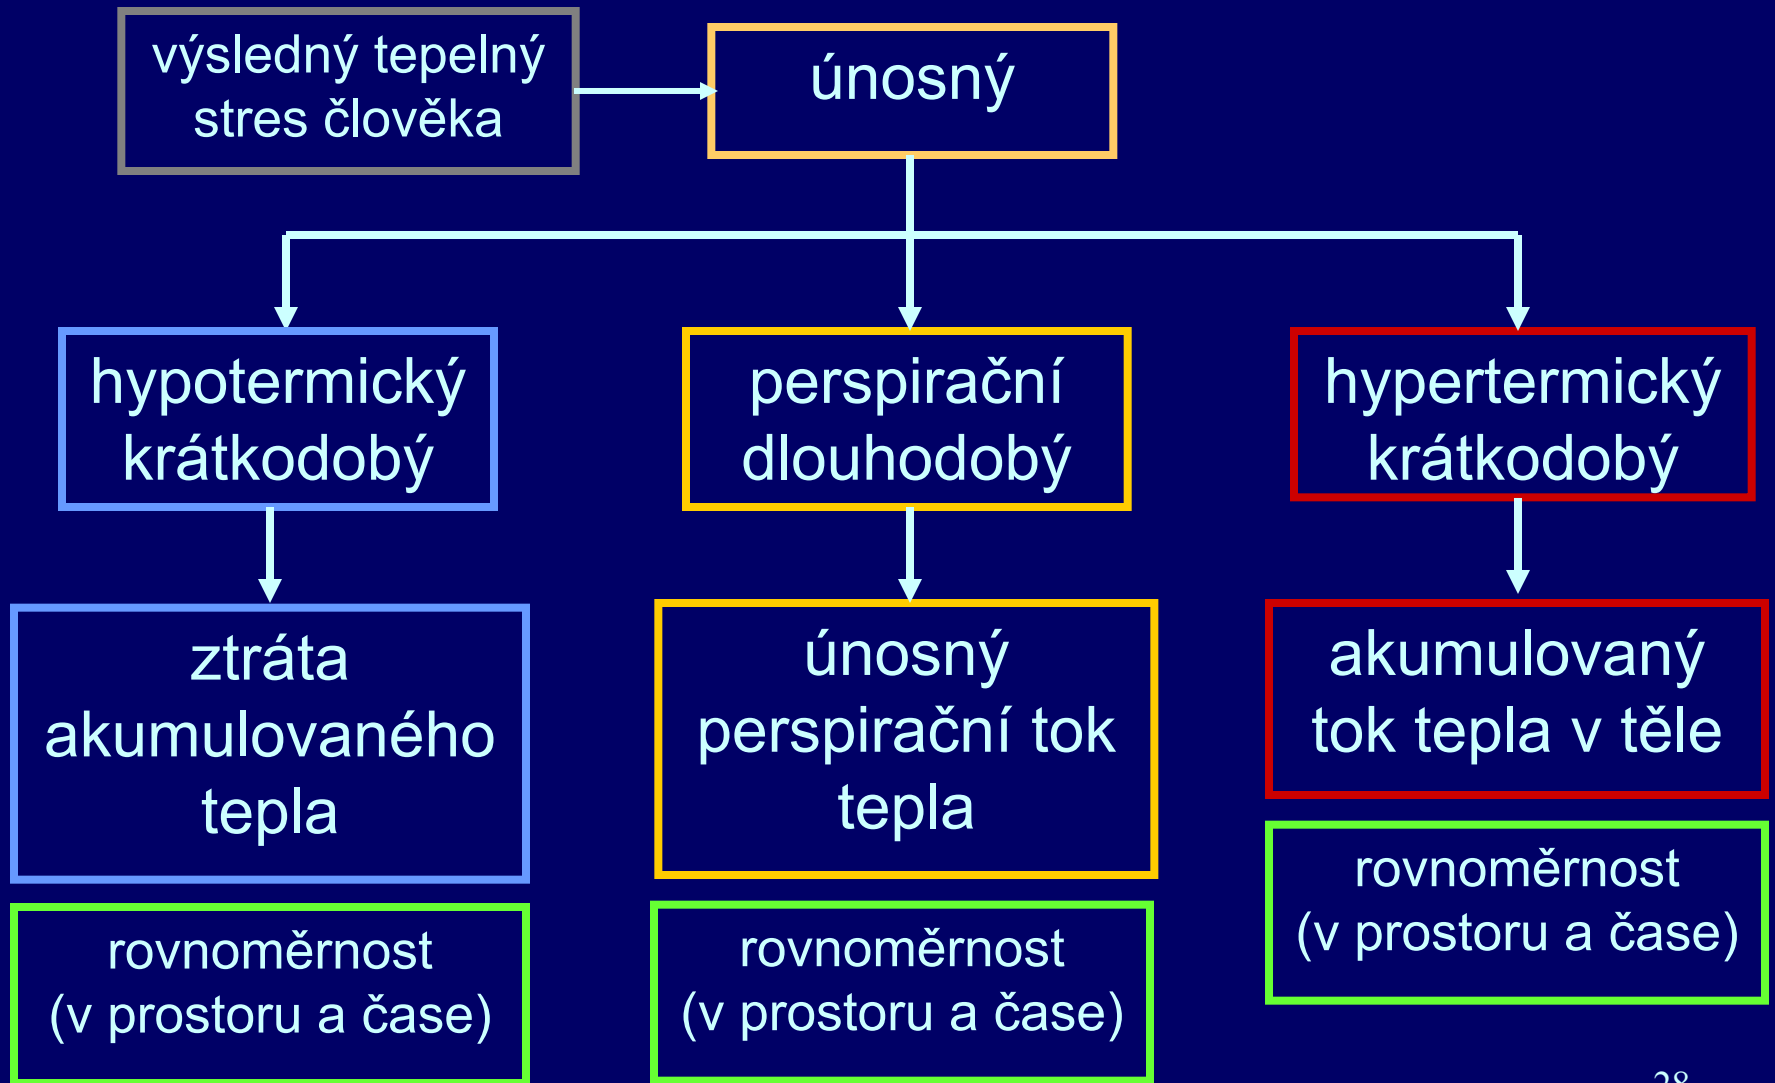 výsledný tepelný
stres člověka
únosný
hypotermický
krátkodobý
perspirační
dlouhodobý
hypertermický
krátkodobý
ztráta
akumulovaného
tepla
únosný
perspirační tok
tepla
akumulovaný
tok tepla v těle
rovnoměrnost
(v prostoru a čase)
rovnoměrnost
(v prostoru a čase)
rovnoměrnost
(v prostoru a čase)
28